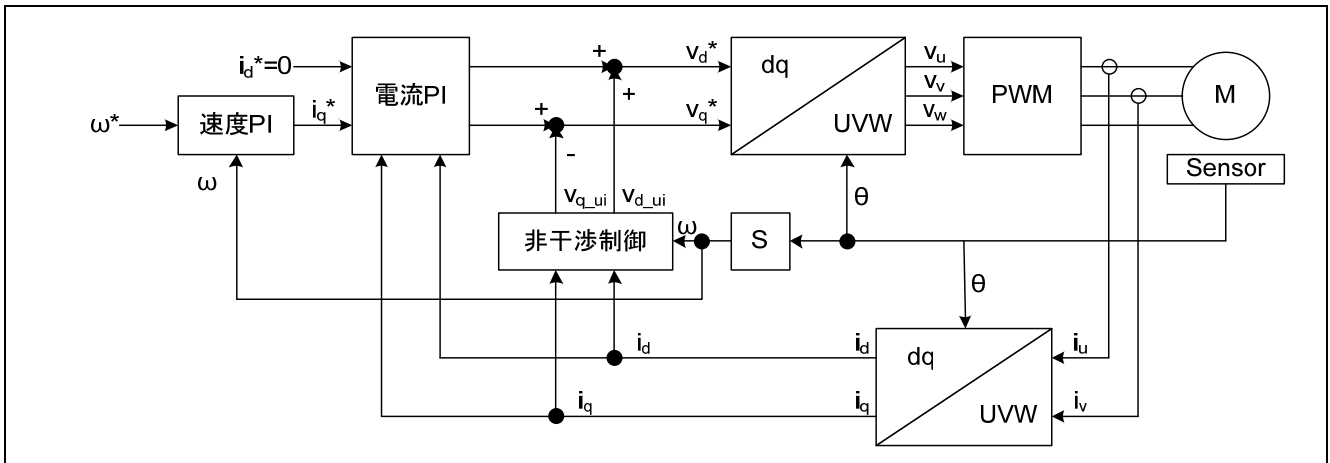 i_d*=0
ω*
速度PI
i_q*
ω
電流PI
+
+
+
-
v_q_ui
v_d_ui
v_d*
v_q*
dq
UVW
v_u
v_v
v_w
PWM
M
Sensor
非干渉制御
ω
S
θ
θ
i_d
i_q
i_d
i_q
dq
UVW
i_u
i_v